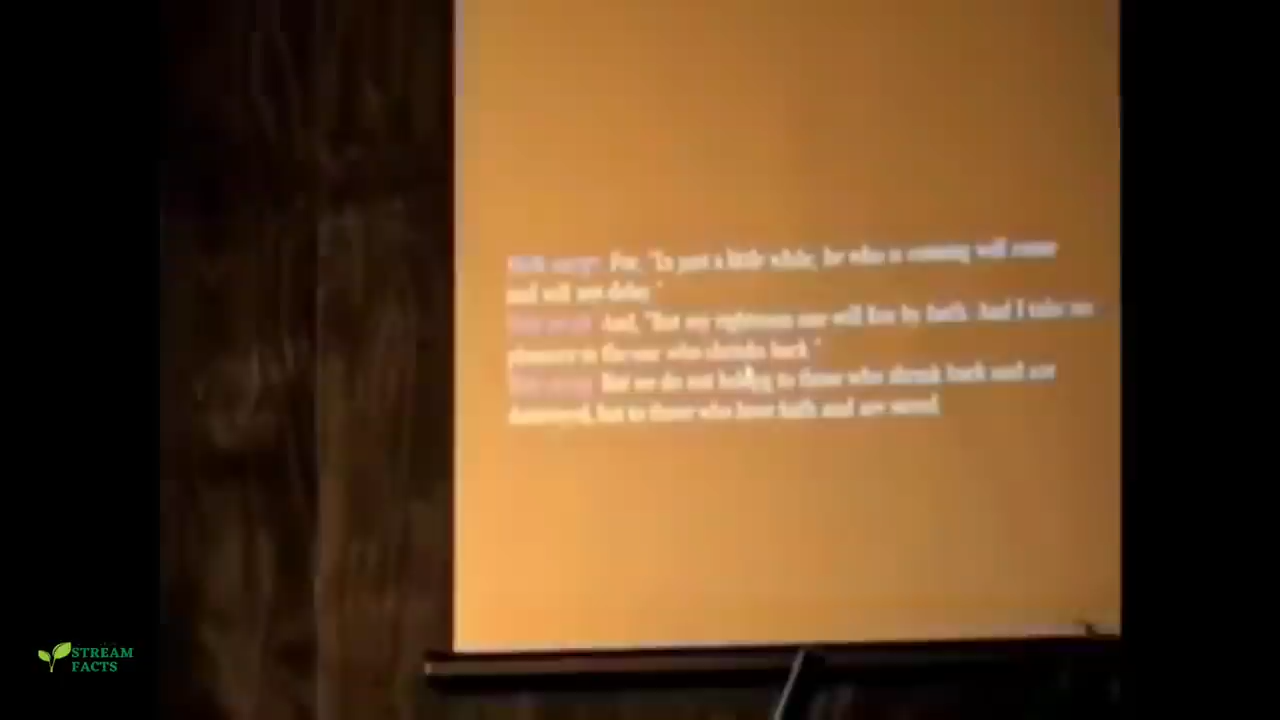 For, "In just a little while, he who is coming will come
and will not delay."
And, "But my righteous one will live by faith. And I take no
pleasure in the one who shrinks back."
But we do not belong to those who shrink back and are
destroyed, but to those who have faith and are saved.
STREAM
FACTS